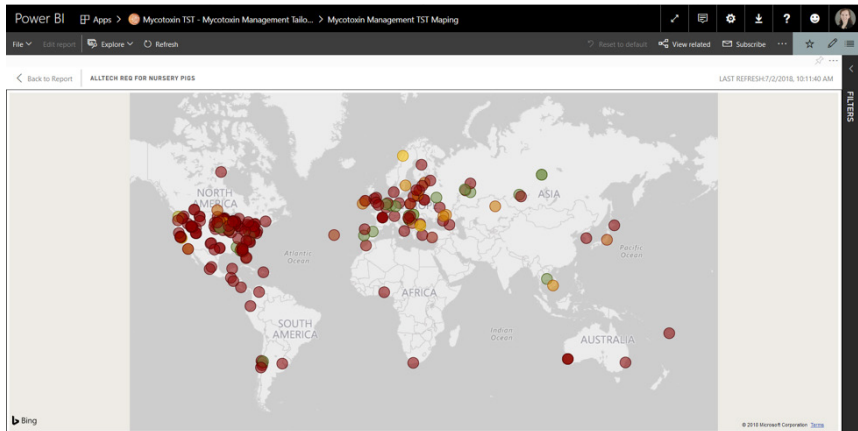 Power BI Apps > Mycotoxin TST - Mycotoxin Management Tailo... > Mycotoxin Management TST Maping
File Edit report Explore Refresh Reset to default View related Subscribe ...
Back to Report ALLTECH REG FOR NURSERY PIGS LAST REFRESH:7/2/2018, 10:11:40 AM
FILTERS
NORTH
AMERICA
ASIA
Atlantic
Ocean
Pacific
Ocean
AFRICA
SOUTH
AMERICA
Indian
Ocean
AUSTRALIA
Bing
© 2018 Microsoft Corporation Terms